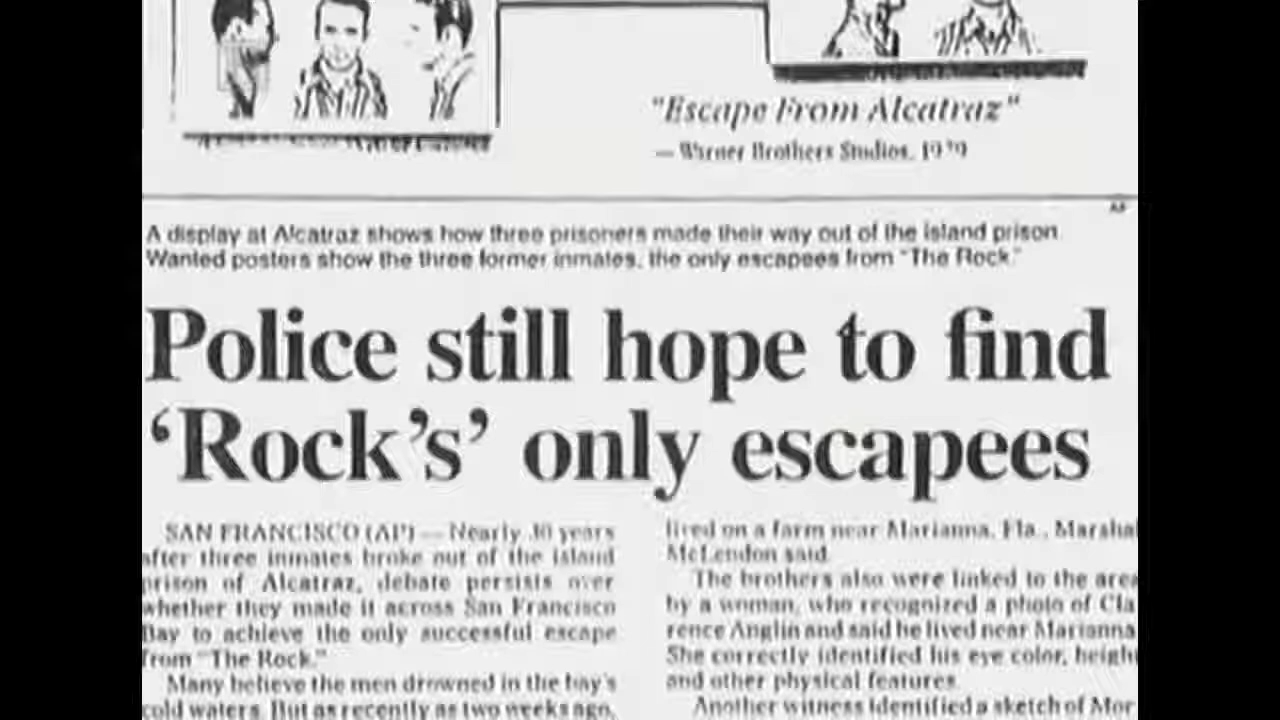 "Escape From Alcatraz"
— Warner Brothers Studios, 1979
AP
A display at Alcatraz shows how three prisoners made their way out of the island prison.
Wanted posters show the three former inmates, the only escapees from "The Rock."
Police still hope to find
'Rock's' only escapees
SAN FRANCISCO (AP) — Nearly 30 years
after three inmates broke out of the island
prison of Alcatraz, debate persists over
whether they made it across San Francisco
Bay to achieve the only successful escape
from "The Rock."
Many believe the men drowned in the bay's
cold waters. But as recently as two weeks ago,
lived on a farm near Marianna, Fla., Marshal
McLendon said.
The brothers also were linked to the area
by a woman, who recognized a photo of Cla
rence Anglin and said he lived near Marianna.
She correctly identified his eye color, height
and other physical features.
Another witness identified a sketch of Mor